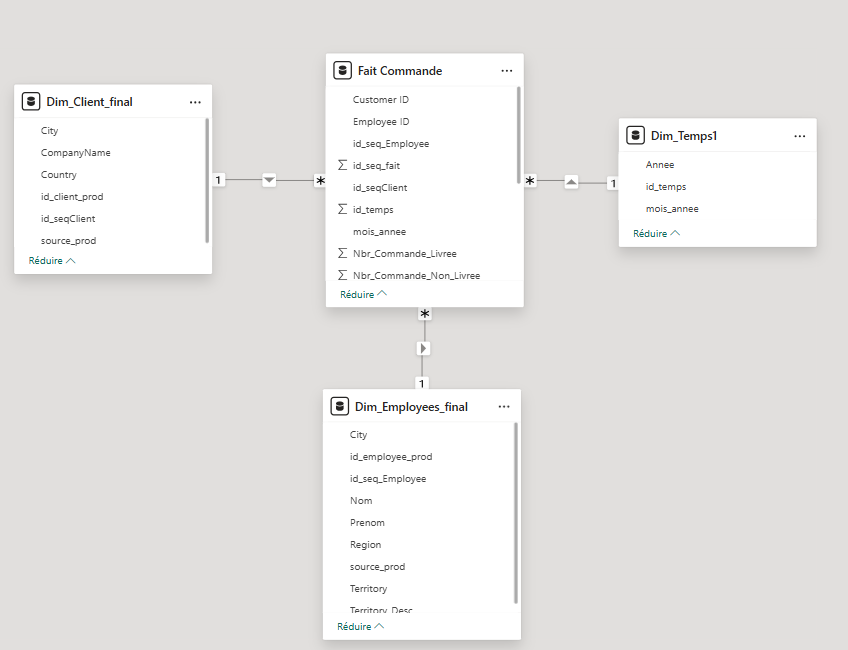 Dim_Client_final
City
CompanyName
Country
id_client_prod
id_seqClient
source_prod
Réduire
1
*
Fait Commande
Customer ID
Employee ID
id_seq_Employee
Σ id_seq_fait
id_seqClient
Σ id_temps
mois_annee
Σ Nbr_Commande_Livree
Σ Nbr_Commande_Non_Livree
Réduire
*
1
Dim_Temps1
Annee
id_temps
mois_annee
Réduire
*
1
Dim_Employees_final
City
id_employee_prod
id_seq_Employee
Nom
Prenom
Region
source_prod
Territory
Territory_Desc
Réduire